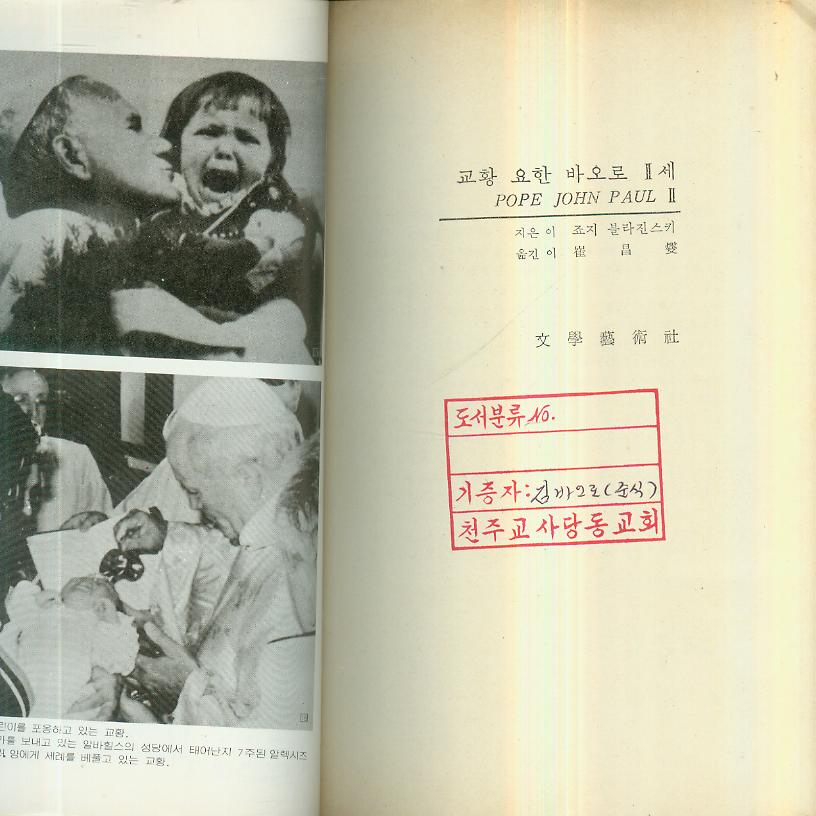 린이를 포옹하고 있는 교황.
가를 보내고 있는 알바힐스의 성당에서 태어난지 7주된 알렉시즈
양에게 세례를 베풀고 있는 교황.
교황 요한 바오로 Ⅱ세
POPE JOHN PAUL Ⅱ
지은이 죠지 블라진스키
옮긴이 崔昌燮
文學藝術社
도서분류 No.
기증자: 김바오로(준식)
천주교사당동교회